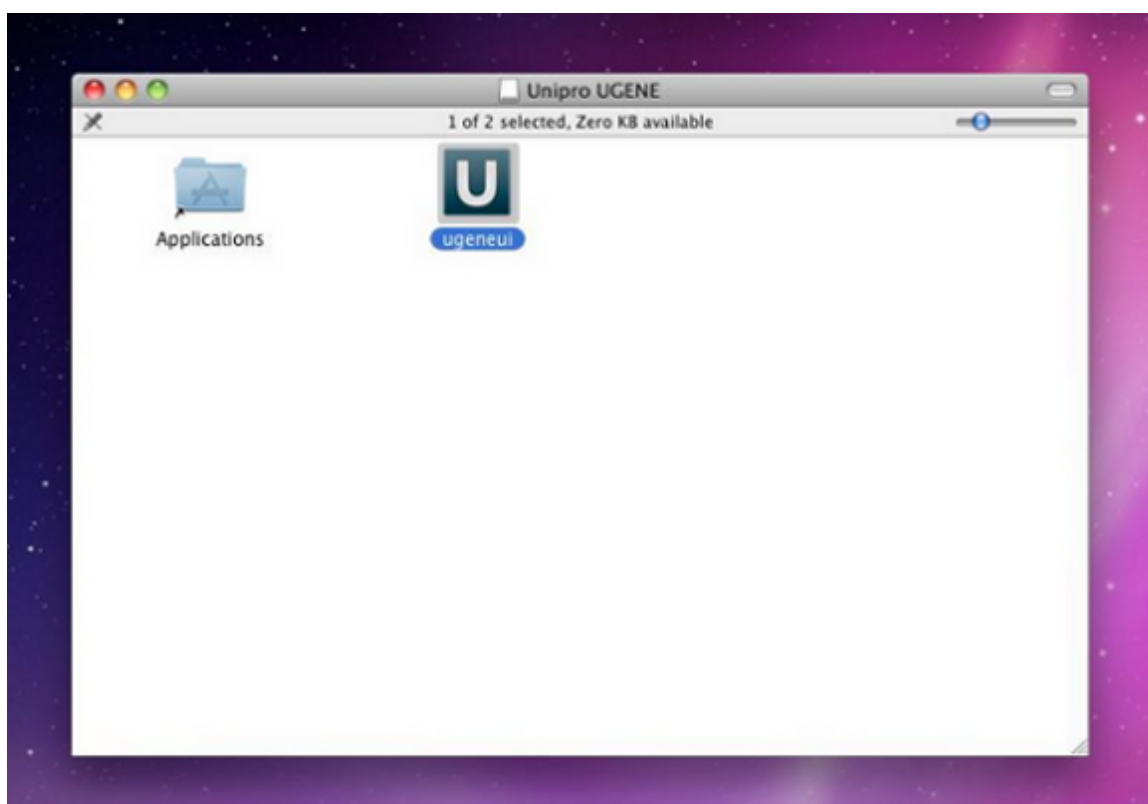 Unipro UGENE
1 of 2 selected, Zero KB available
U
Applications
ugeneui